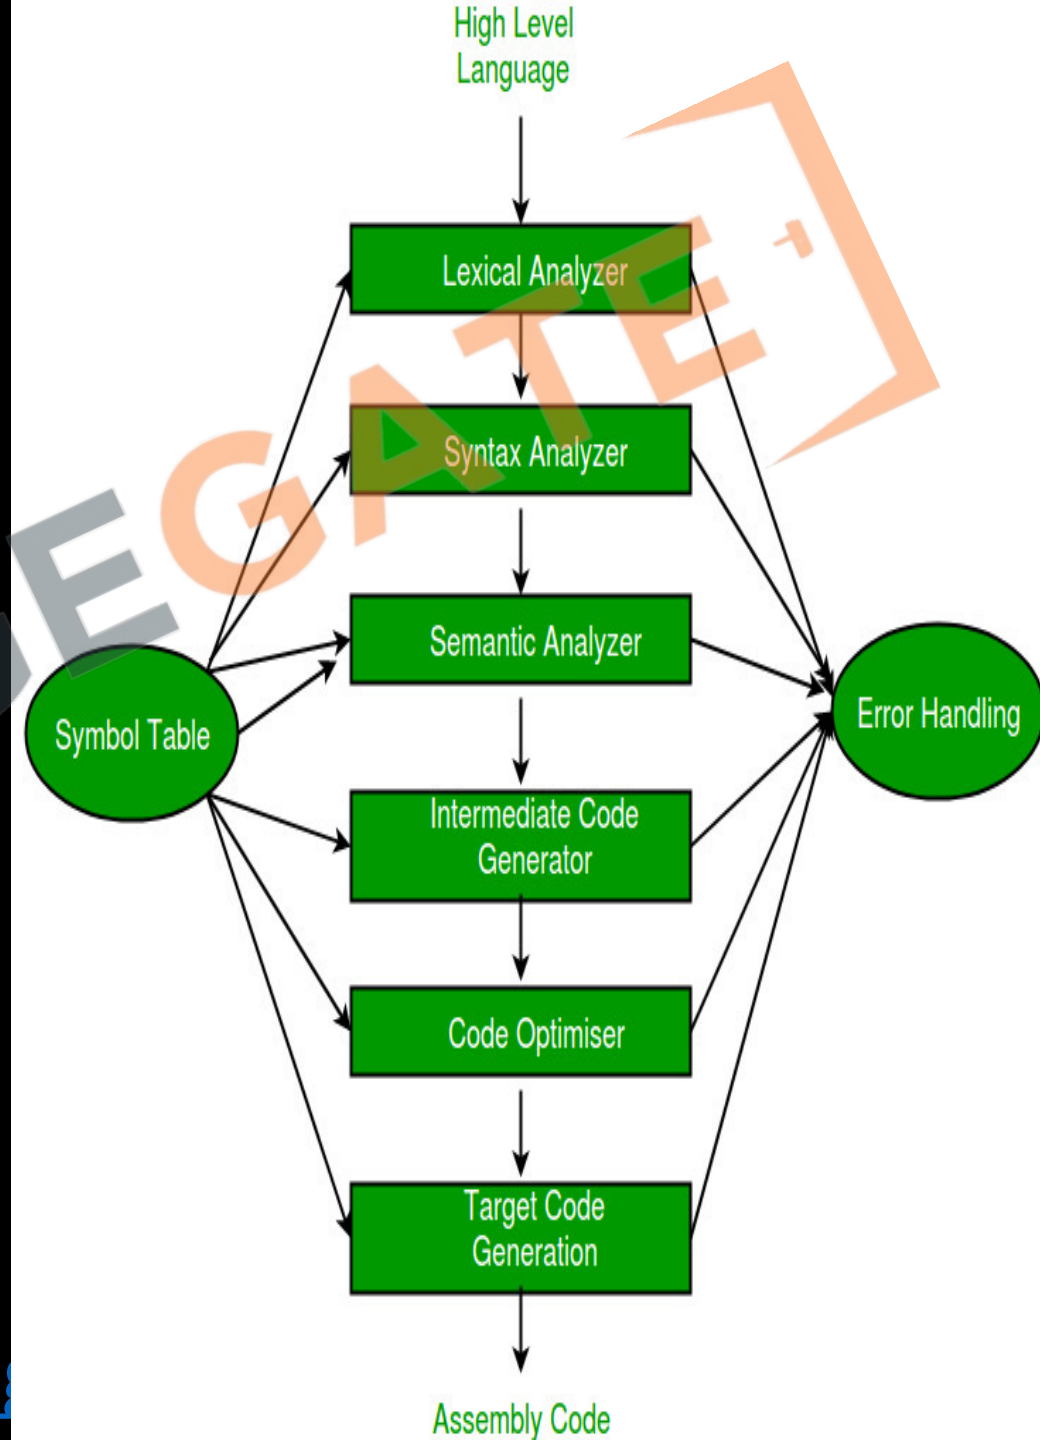 High Level
Language
Lexical Analyzer
Syntax Analyzer
Semantic Analyzer
Symbol Table
Error Handling
Intermediate Code
Generator
Code Optimiser
Target Code
Generation
Assembly Code
EGATE